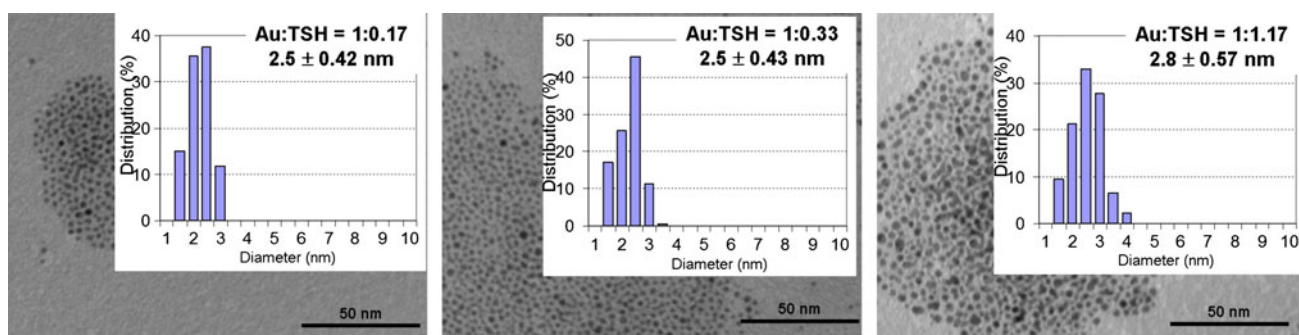 Au:TSH = 1:0.17
2.5 ± 0.42 nm
Distribution (%)
40
30
20
10
0
1 2 3 4 5 6 7 8 9 10
Diameter (nm)
50 nm
Au:TSH = 1:0.33
2.5 ± 0.43 nm
Distribution (%)
50
40
30
20
10
0
1 2 3 4 5 6 7 8 9 10
Diameter (nm)
50 nm
Au:TSH = 1:1.17
2.8 ± 0.57 nm
Distribution (%)
40
30
20
10
0
1 2 3 4 5 6 7 8 9 10
Diameter (nm)
50 nm